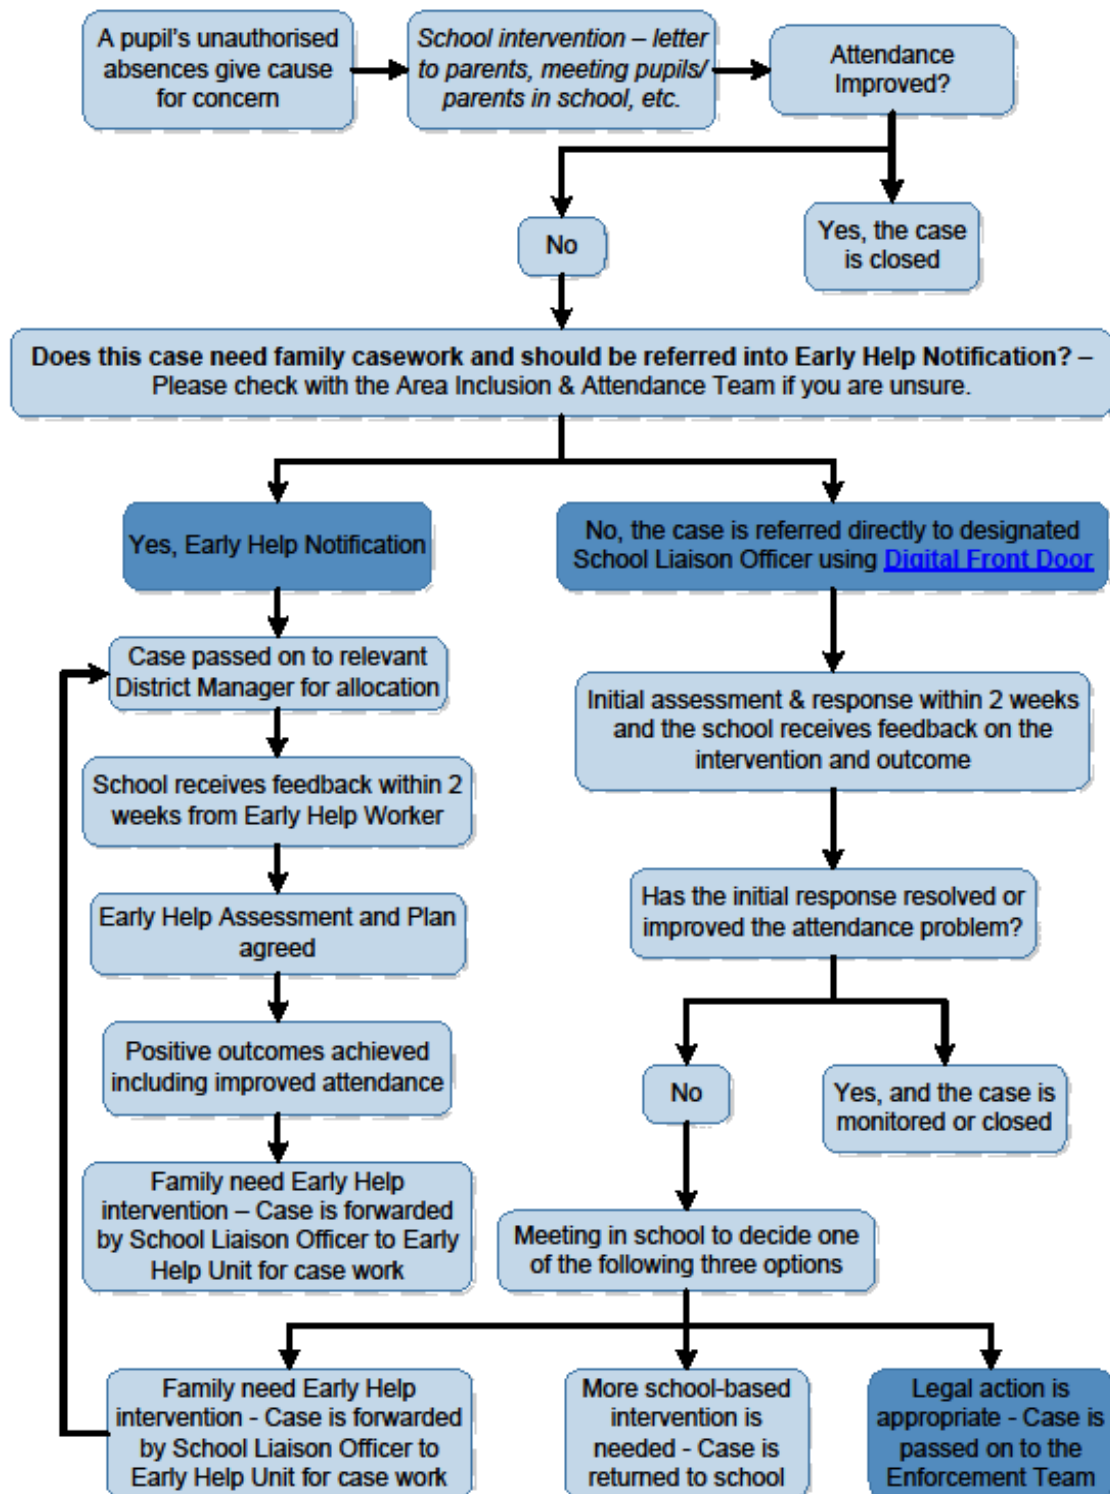 A pupil's unauthorised
absences give cause
for concern
School intervention – letter
to parents, meeting pupils/
parents in school, etc.
Attendance
Improved?
No
Yes, the case
is closed
Does this case need family casework and should be referred into Early Help Notification? –
Please check with the Area Inclusion & Attendance Team if you are unsure.
Yes, Early Help Notification
No, the case is referred directly to designated
School Liaison Officer using Digital Front Door
Case passed on to relevant
District Manager for allocation
Initial assessment & response within 2 weeks
and the school receives feedback on the
intervention and outcome
School receives feedback within 2
weeks from Early Help Worker
Has the initial response resolved or
improved the attendance problem?
Early Help Assessment and Plan
agreed
Positive outcomes achieved
including improved attendance
No
Yes, and the case is
monitored or closed
Family need Early Help
intervention – Case is forwarded
by School Liaison Officer to Early
Help Unit for case work
Meeting in school to decide one
of the following three options
Family need Early Help
intervention - Case is forwarded
by School Liaison Officer to
Early Help Unit for case work
More school-based
intervention is
needed - Case is
returned to school
Legal action is
appropriate - Case is
passed on to the
Enforcement Team